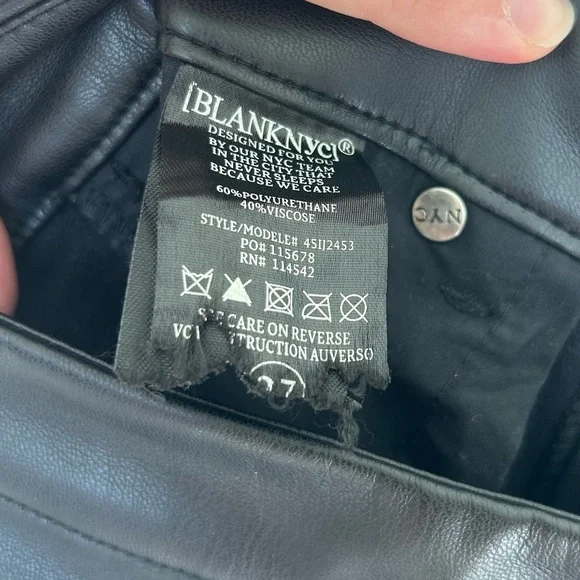 [BLANKNYC]®
DESIGNED FOR YOU
BY OUR NYC TEAM
IN THE CITY THAT
NEVER SLEEPS
BECAUSE WE CARE
60%POLYURETHANE
40%VISCOSE
STYLE/MODELE# 45IJ2453
PO# 115678
RN# 114542
CARE ON REVERSE
AUVERSO
NYC